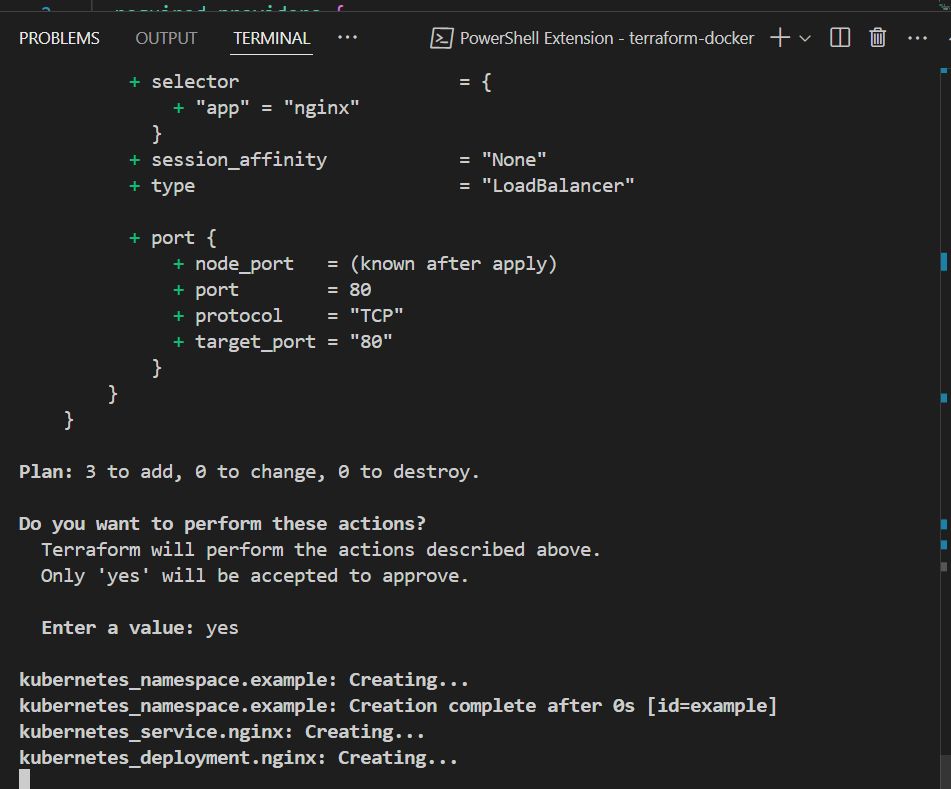 required_providers {
PROBLEMS OUTPUT TERMINAL ... PowerShell Extension - terraform-docker
+ selector = {
+ "app" = "nginx"
}
+ session_affinity = "None"
+ type = "LoadBalancer"
+ port {
+ node_port = (known after apply)
+ port = 80
+ protocol = "TCP"
+ target_port = "80"
}
}
}
Plan: 3 to add, 0 to change, 0 to destroy.
Do you want to perform these actions?
Terraform will perform the actions described above.
Only 'yes' will be accepted to approve.
Enter a value: yes
kubernetes_namespace.example: Creating...
kubernetes_namespace.example: Creation complete after 0s [id=example]
kubernetes_service.nginx: Creating...
kubernetes_deployment.nginx: Creating...